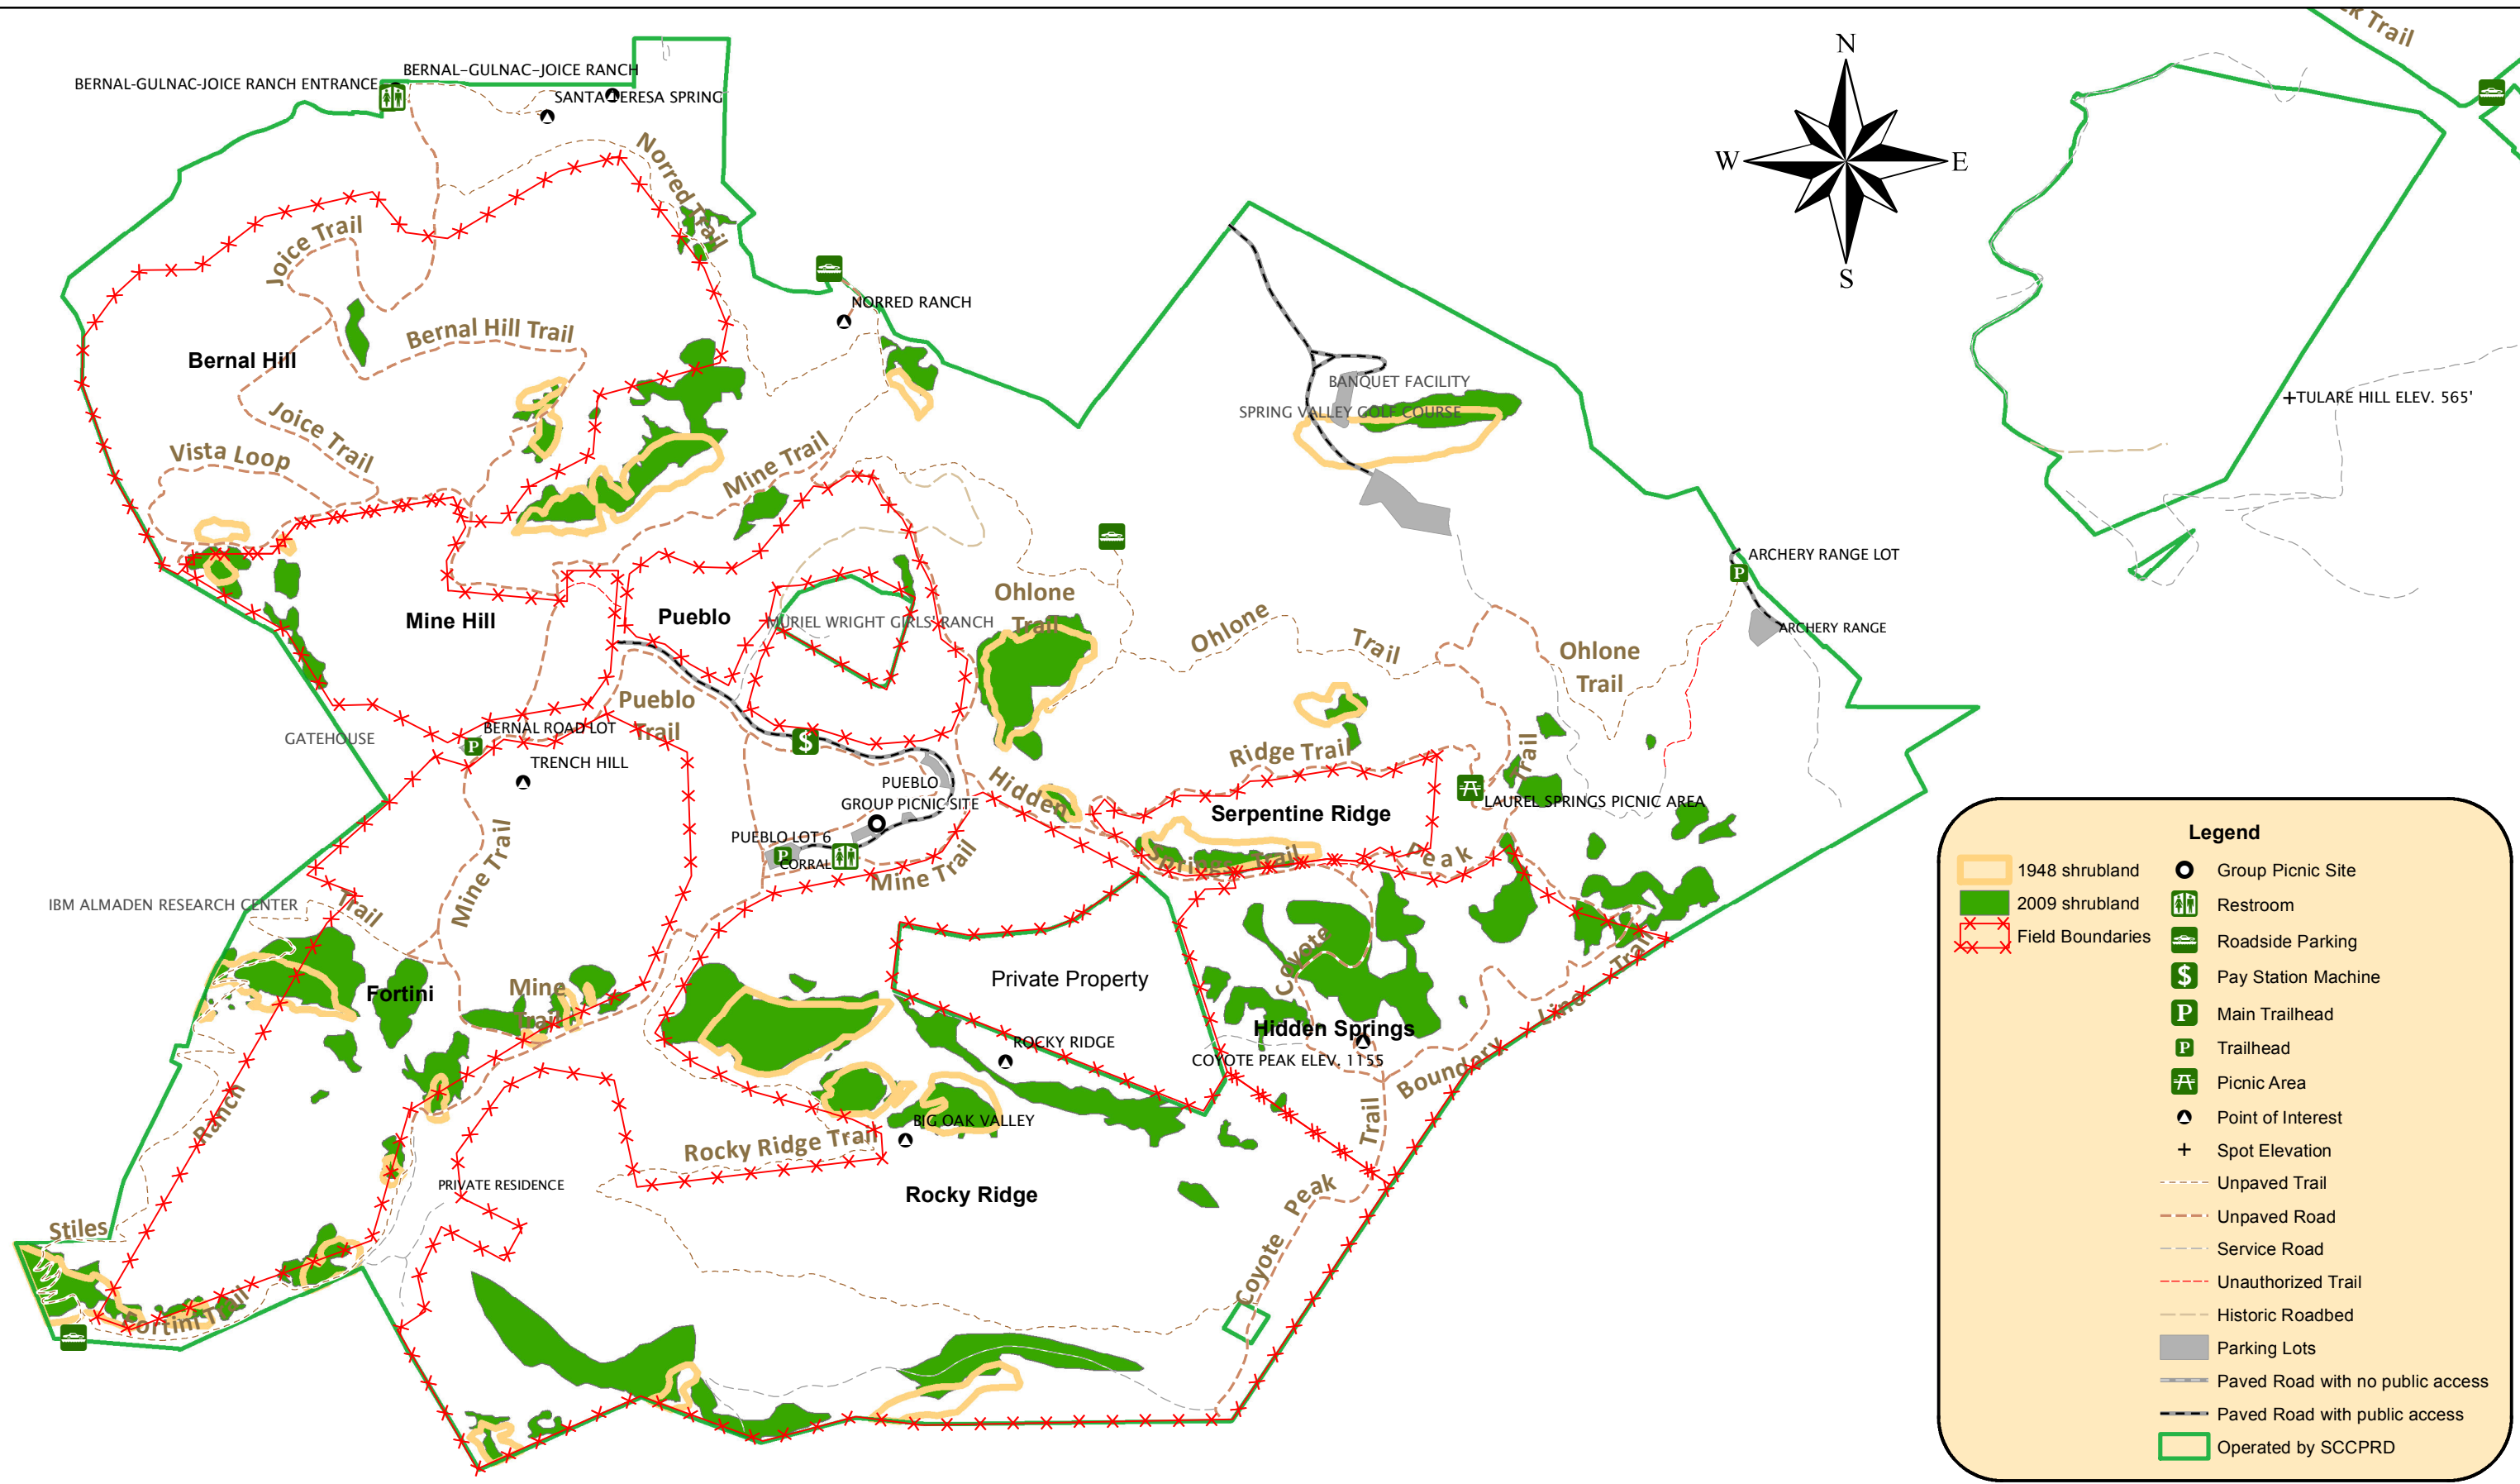 ck Trail
N
W
E
S
BERNAL-GULNAC-JOICE RANCH ENTRANCE
BERNAL-GULNAC-JOICE RANCH
SANTA TERESA SPRING
Norred Trail
Joice Trail
NORRED RANCH
Bernal Hill Trail
Bernal Hill
BANQUET FACILITY
SPRING VALLEY GOLF COURSE
+TULARE HILL ELEV. 565'
Joice Trail
Vista Loop
Mine Trail
ARCHERY RANGE LOT
P
ARCHERY RANGE
Ohlone
Trail
Mine Hill
Pueblo
MURIEL WRIGHT GIRLS RANCH
Ohlone
Trail
Ohlone
Trail
Pueblo
Trail
GATEHOUSE
BERNAL ROAD LOT
P
TRENCH HILL
$
Ridge Trail
Trail
PUEBLO
GROUP PICNIC SITE
Hidden
Serpentine Ridge
LAUREL SPRINGS PICNIC AREA
PUEBLO LOT 6
P
CORRAL
Mine Trail
Springs Trail
Peak
Mine Trail
IBM ALMADEN RESEARCH CENTER
Trail
Fortini
Mine
Trail
Private Property
Coyote
Hidden Springs
Line
Trail
ROCKY RIDGE
COYOTE PEAK ELEV. 1155
Boundery
Ranch
BIG OAK VALLEY
Rocky Ridge Trail
Trail
PRIVATE RESIDENCE
Rocky Ridge
Peak
Stiles
Coyote
Fortini Trail
Legend
1948 shrubland
2009 shrubland
Field Boundaries
Group Picnic Site
Restroom
Roadside Parking
$ Pay Station Machine
P Main Trailhead
P Trailhead
Picnic Area
Point of Interest
+ Spot Elevation
Unpaved Trail
Unpaved Road
Service Road
Unauthorized Trail
Historic Roadbed
Parking Lots
Paved Road with no public access
Paved Road with public access
Operated by SCCPRD